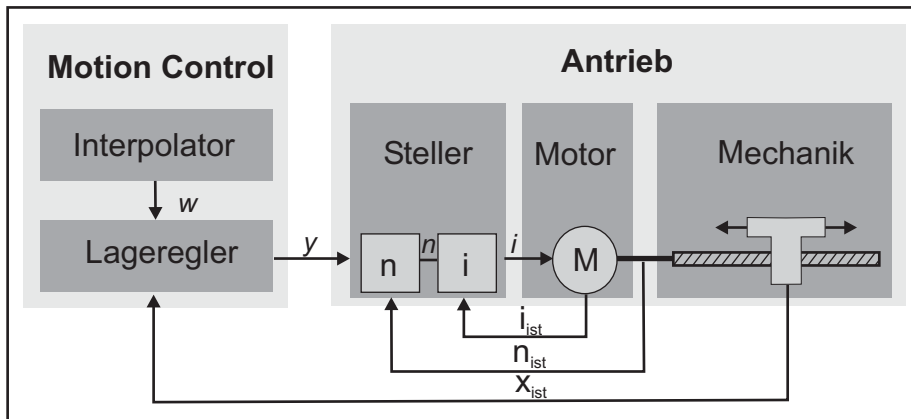 Motion Control
Interpolator
w
Lageregler
y
Antrieb
Steller
Motor
Mechanik
n
n
i
i
M
i_ist
n_ist
x_ist